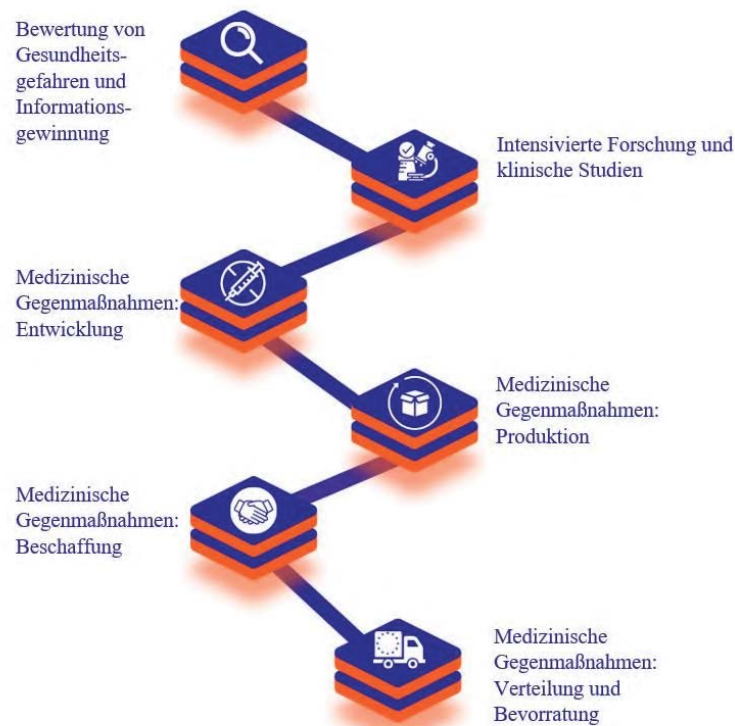 Bewertung von
Gesundheits-
gefahren und
Informations-
gewinnung
Intensivierte Forschung und
klinische Studien
Medizinische
Gegenmaßnahmen:
Entwicklung
Medizinische
Gegenmaßnahmen:
Produktion
Medizinische
Gegenmaßnahmen:
Beschaffung
Medizinische
Gegenmaßnahmen:
Verteilung und
Bevorratung